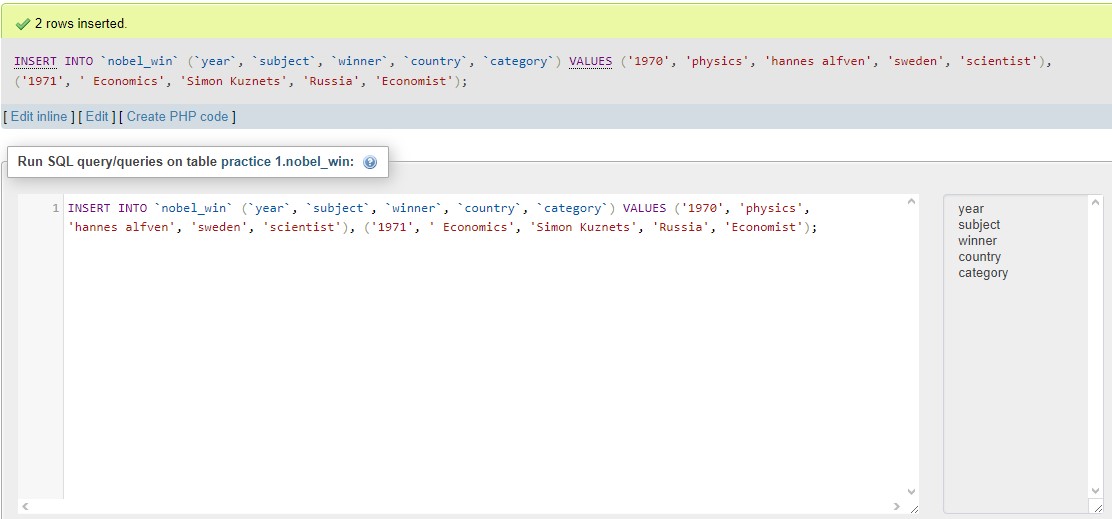 2 rows inserted.
INSERT INTO `nobel_win` (`year`, `subject`, `winner`, `country`, `category`) VALUES ('1970', 'physics', 'hannes alfven', 'sweden', 'scientist'),
('1971', ' Economics', 'Simon Kuznets', 'Russia', 'Economist');
[ Edit inline ] [ Edit ] [ Create PHP code ]
Run SQL query/queries on table practice 1.nobel_win:
1 INSERT INTO `nobel_win` (`year`, `subject`, `winner`, `country`, `category`) VALUES ('1970', 'physics',
'hannes alfven', 'sweden', 'scientist'), ('1971', ' Economics', 'Simon Kuznets', 'Russia', 'Economist');
year
subject
winner
country
category